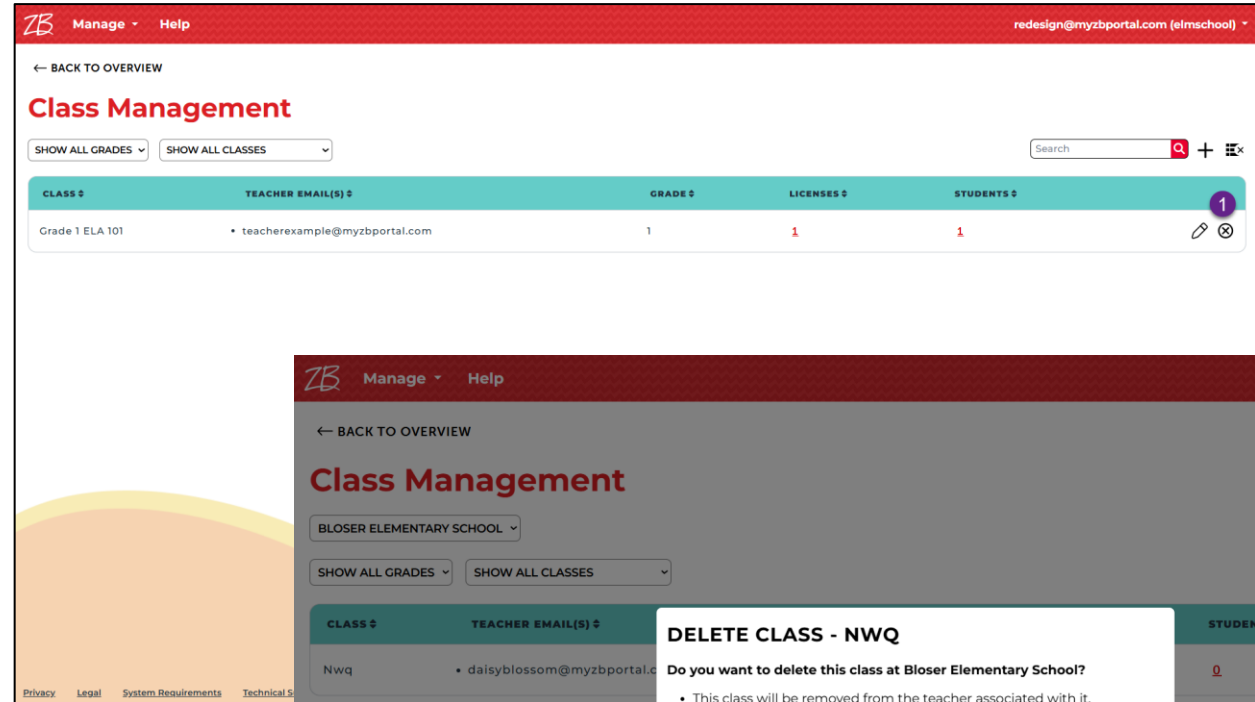 ZB Manage Help redesign@myzbportal.com (elmschool)
← BACK TO OVERVIEW
Class Management
SHOW ALL GRADES SHOW ALL CLASSES Search
CLASS TEACHER EMAIL(S) GRADE LICENSES STUDENTS
1
Grade 1 ELA 101 • teacherexample@myzbportal.com 1 1 1
ZB Manage Help
← BACK TO OVERVIEW
Class Management
BLOSER ELEMENTARY SCHOOL
SHOW ALL GRADES SHOW ALL CLASSES
CLASS TEACHER EMAIL(S)
DELETE CLASS - NWQ
Nwq • daisyblossom@myzbportal.c 0
Do you want to delete this class at Bloser Elementary School?
• This class will be removed from the teacher associated with it.
Privacy Legal System Requirements Technical